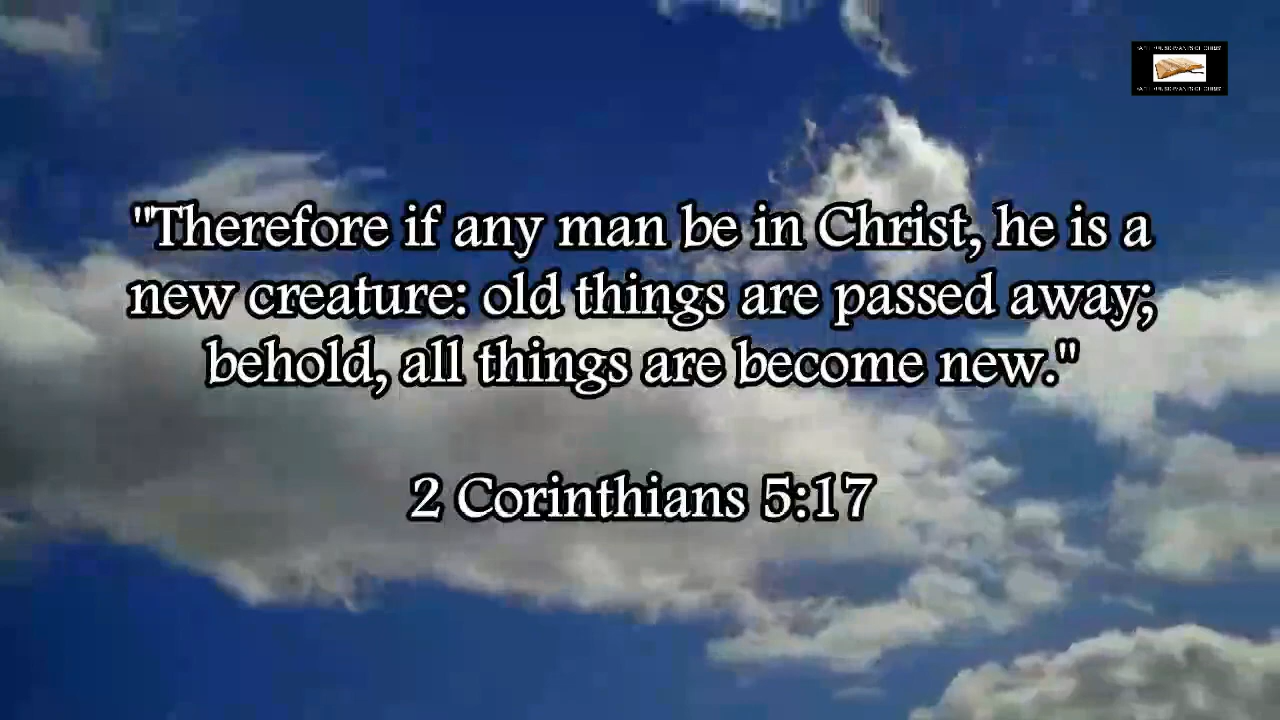 "Therefore if any man be in Christ, he is a
new creature: old things are passed away;
behold, all things are become new."
2 Corinthians 5:17